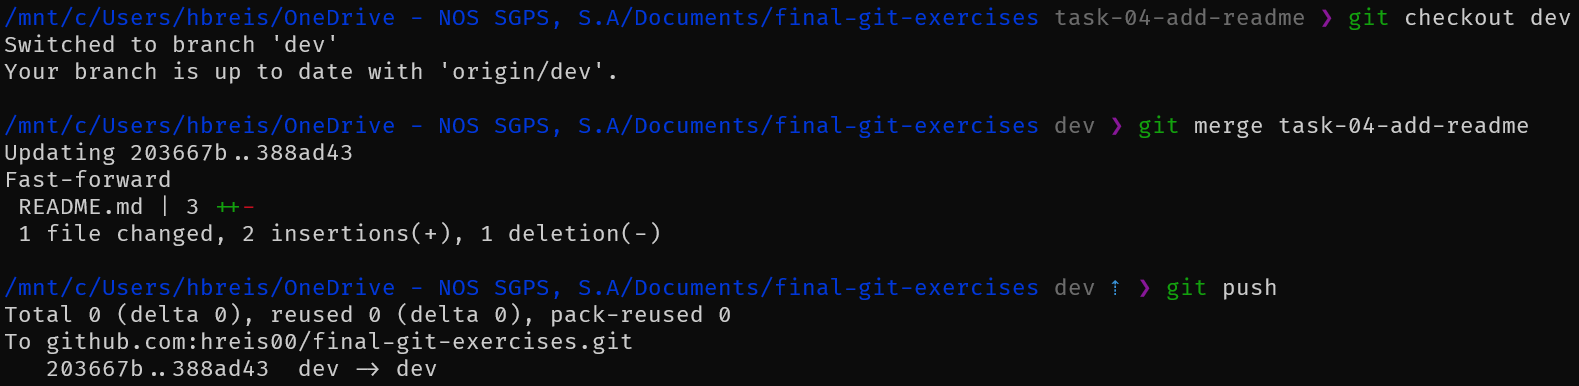 /mnt/c/Users/hbreis/OneDrive - NOS SGPS, S.A/Documents/final-git-exercises task-04-add-readme ❯ git checkout dev
Switched to branch 'dev'
Your branch is up to date with 'origin/dev'.
/mnt/c/Users/hbreis/OneDrive - NOS SGPS, S.A/Documents/final-git-exercises dev ❯ git merge task-04-add-readme
Updating 203667b..388ad43
Fast-forward
README.md | 3 ++-
1 file changed, 2 insertions(+), 1 deletion(-)
/mnt/c/Users/hbreis/OneDrive - NOS SGPS, S.A/Documents/final-git-exercises dev ⇡ ❯ git push
Total 0 (delta 0), reused 0 (delta 0), pack-reused 0
To github.com:hreis00/final-git-exercises.git
203667b..388ad43  dev -> dev